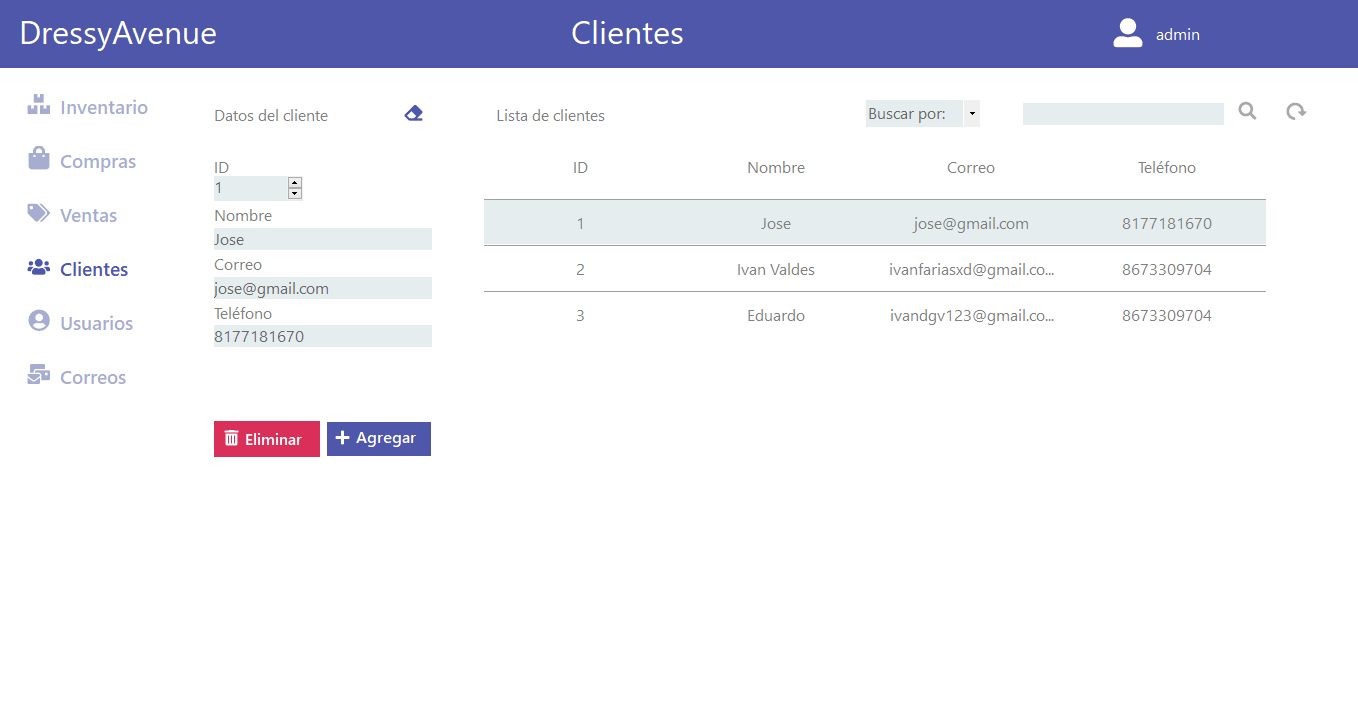 DressyAvenue
Clientes
admin
Inventario
Compras
Ventas
Clientes
Usuarios
Correos
Datos del cliente
ID
1
Nombre
Jose
Correo
jose@gmail.com
Teléfono
8177181670
Eliminar
Agregar
Lista de clientes
Buscar por:
ID Nombre Correo Teléfono
1 Jose jose@gmail.com 8177181670
2 Ivan Valdes ivanfariasxd@gmail.co... 8673309704
3 Eduardo ivandgv123@gmail.co... 8673309704